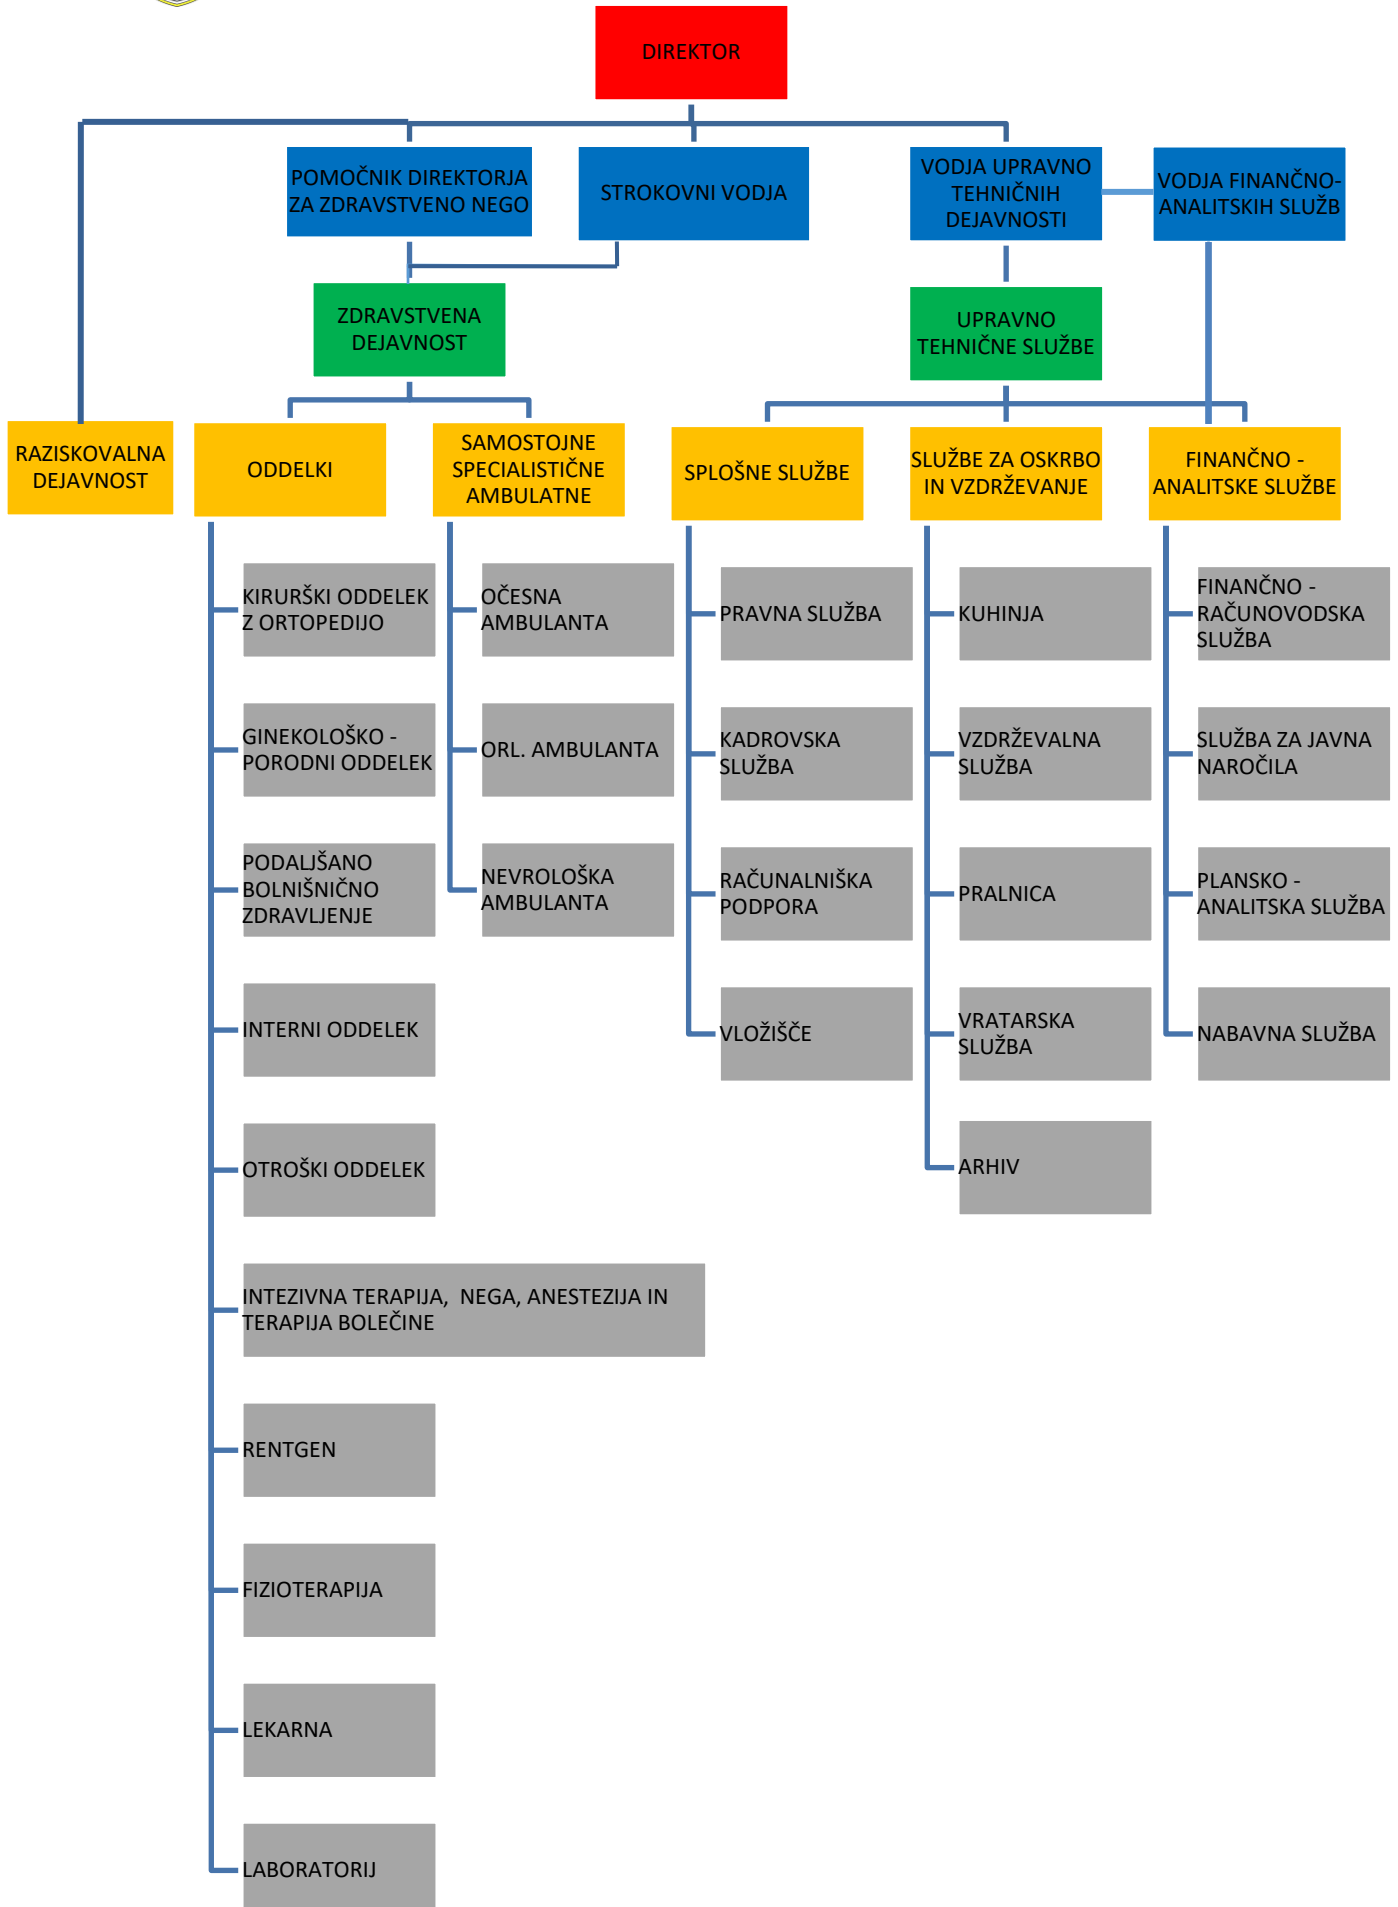 DIREKTOR
POMOČNIK DIREKTORJA
ZA ZDRAVSTVENO NEGO
STROKOVNI VODJA
VODJA UPRAVNO
TEHNIČNIH
DEJAVNOSTI
VODJA FINANČNO-
ANALITSKIH SLUŽB
ZDRAVSTVENA
DEJAVNOST
UPRAVNO
TEHNIČNE SLUŽBE
RAZISKOVALNA
DEJAVNOST
ODDELKI
SAMOSTOJNE
SPECIALISTIČNE
AMBULATNE
SPLOŠNE SLUŽBE
SLUŽBE ZA OSKRBO
IN VZDRŽEVANJE
FINANČNO -
ANALITSKE SLUŽBE
KIRURŠKI ODDELEK
Z ORTOPEDIJO
GINEKOLOŠKO -
PORODNI ODDELEK
PODALJŠANO
BOLNIŠNIČNO
ZDRAVLJENJE
INTERNI ODDELEK
OTROŠKI ODDELEK
INTEZIVNA TERAPIJA,  NEGA, ANESTEZIJA IN
TERAPIJA BOLEČINE
RENTGEN
FIZIOTERAPIJA
LEKARNA
LABORATORIJ
OČESNA
AMBULANTA
ORL. AMBULANTA
NEVROLOŠKA
AMBULANTA
PRAVNA SLUŽBA
KADROVSKA
SLUŽBA
RAČUNALNIŠKA
PODPORA
VLOŽIŠČE
KUHINJA
VZDRŽEVALNA
SLUŽBA
PRALNICA
VRATARSKA
SLUŽBA
ARHIV
FINANČNO -
RAČUNOVODSKA
SLUŽBA
SLUŽBA ZA JAVNA
NAROČILA
PLANSKO -
ANALITSKA SLUŽBA
NABAVNA SLUŽBA